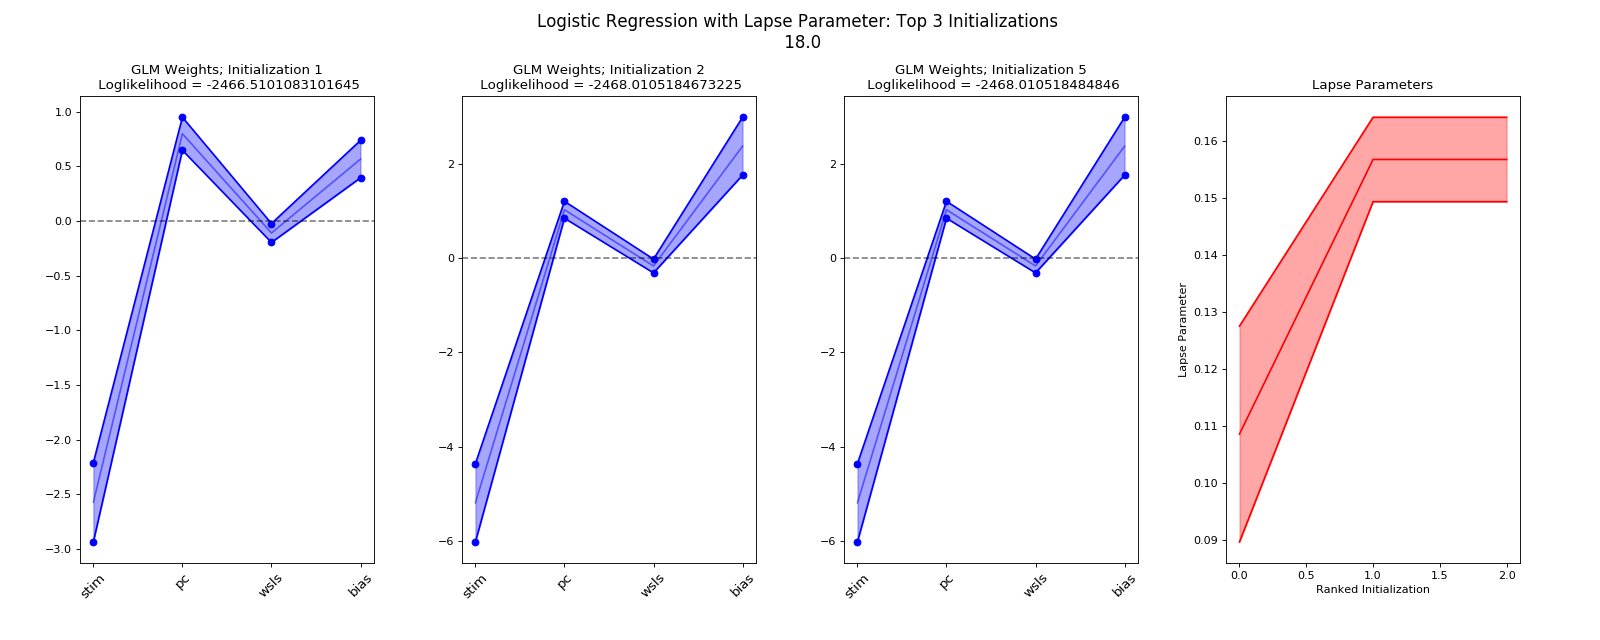 Logistic Regression with Lapse Parameter: Top 3 Initializations
18.0
GLM Weights; Initialization 1
Loglikelihood = -2466.5101083101645
1.0
0.5
0.0
−0.5
−1.0
−1.5
−2.0
−2.5
−3.0
stim
pc
wsls
bias
GLM Weights; Initialization 2
Loglikelihood = -2468.0105184673225
2
0
−2
−4
−6
stim
pc
wsls
bias
GLM Weights; Initialization 5
Loglikelihood = -2468.010518484846
2
0
−2
−4
−6
stim
pc
wsls
bias
Lapse Parameters
Lapse Parameter
0.16
0.15
0.14
0.13
0.12
0.11
0.10
0.09
0.0 0.5 1.0 1.5 2.0
Ranked Initialization